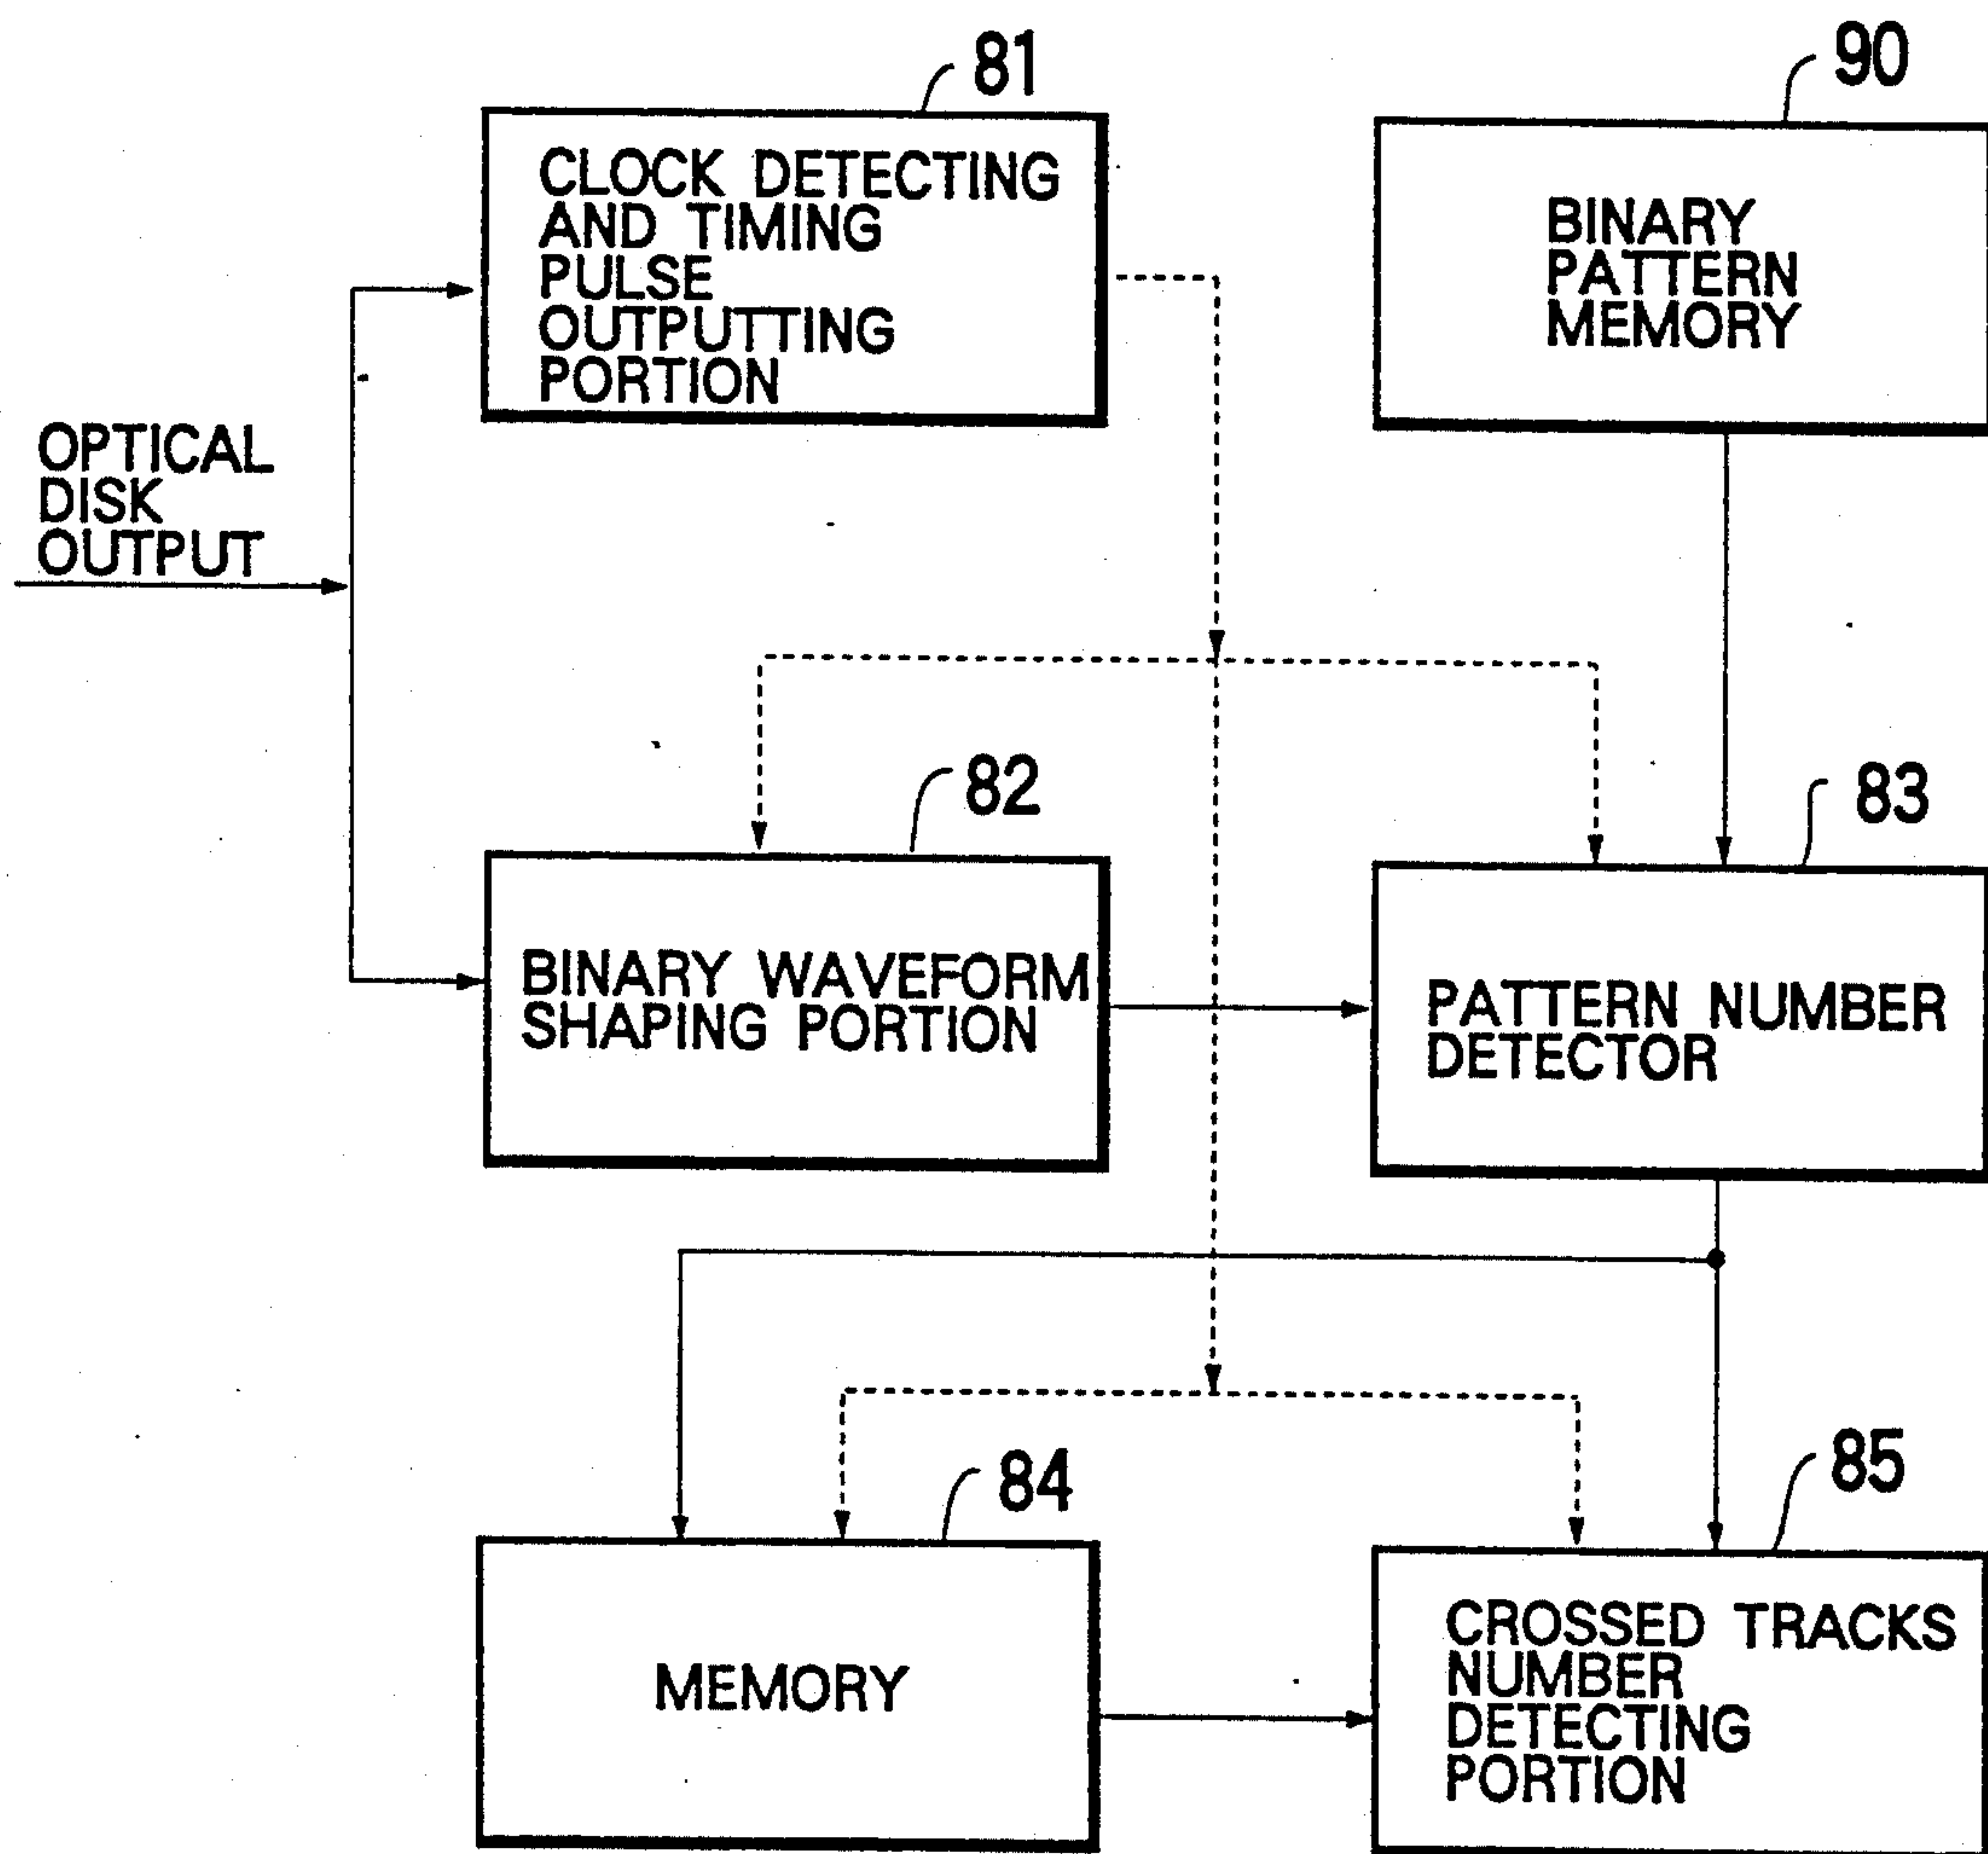 81
CLOCK DETECTING
AND TIMING
PULSE
OUTPUTTING
PORTION
90
BINARY
PATTERN
MEMORY
OPTICAL
DISK
OUTPUT
82
BINARY WAVEFORM
SHAPING PORTION
83
PATTERN NUMBER
DETECTOR
84
MEMORY
85
CROSSED TRACKS
NUMBER
DETECTING
PORTION